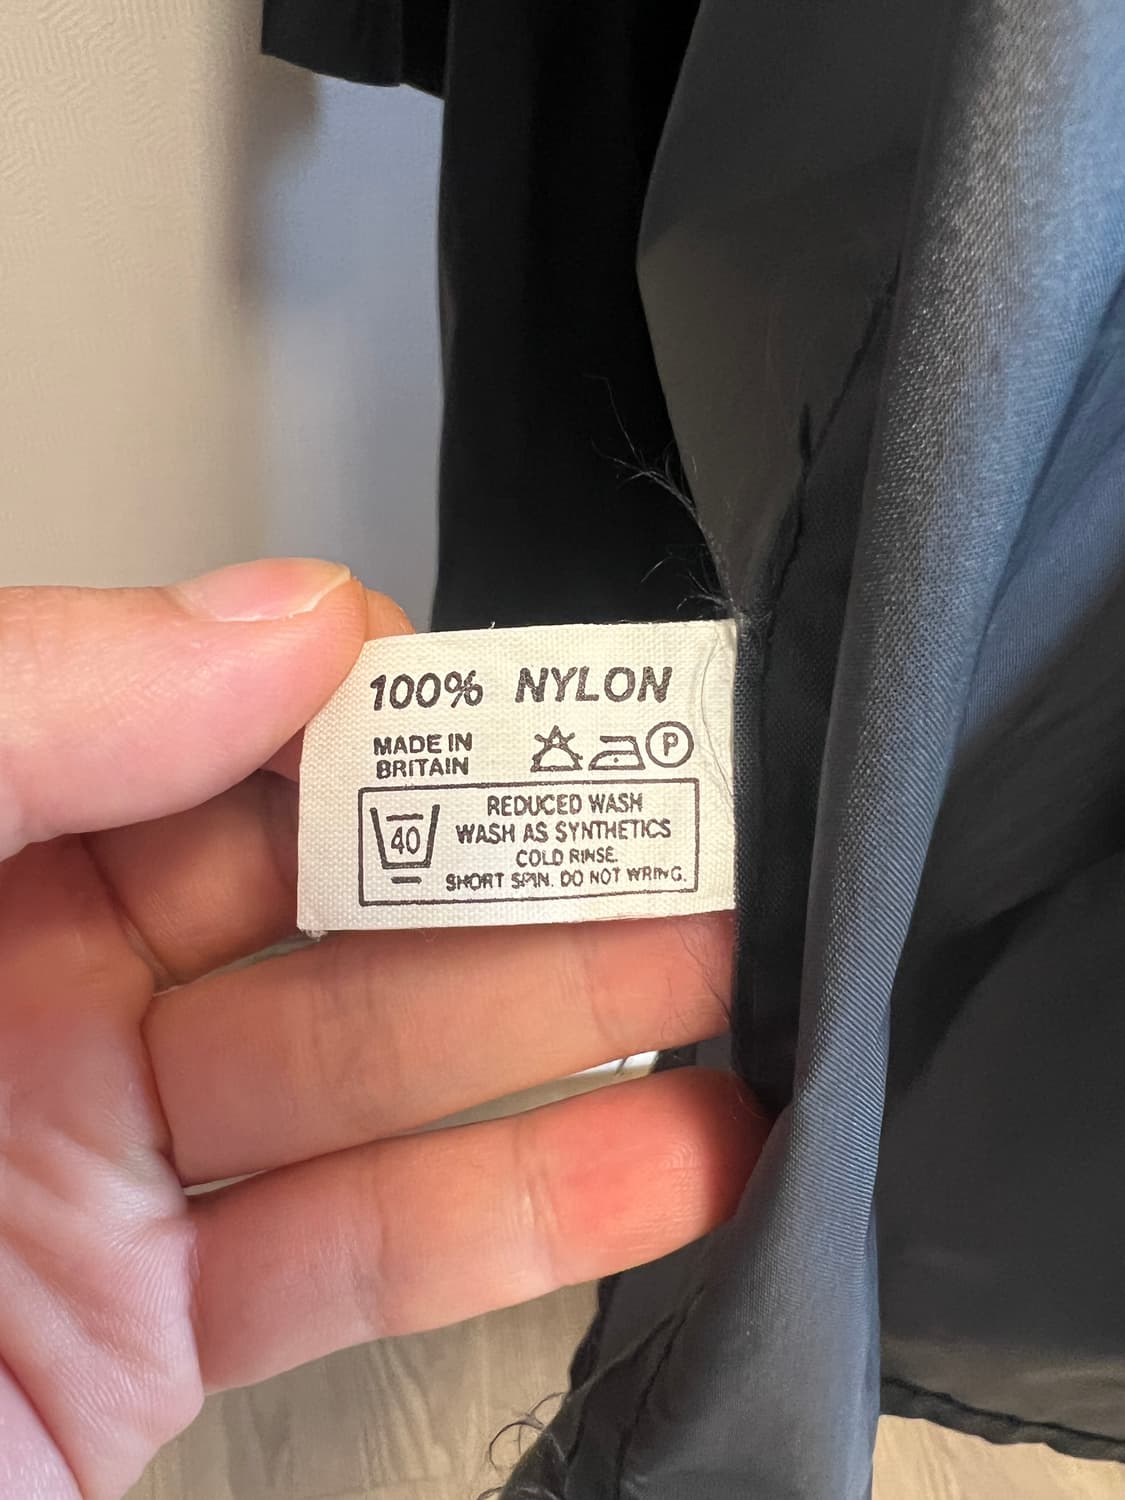 100% NYLON
MADE IN
BRITAIN
P
40
REDUCED WASH
WASH AS SYNTHETICS
COLD RINSE.
SHORT SPIN. DO NOT WRING.